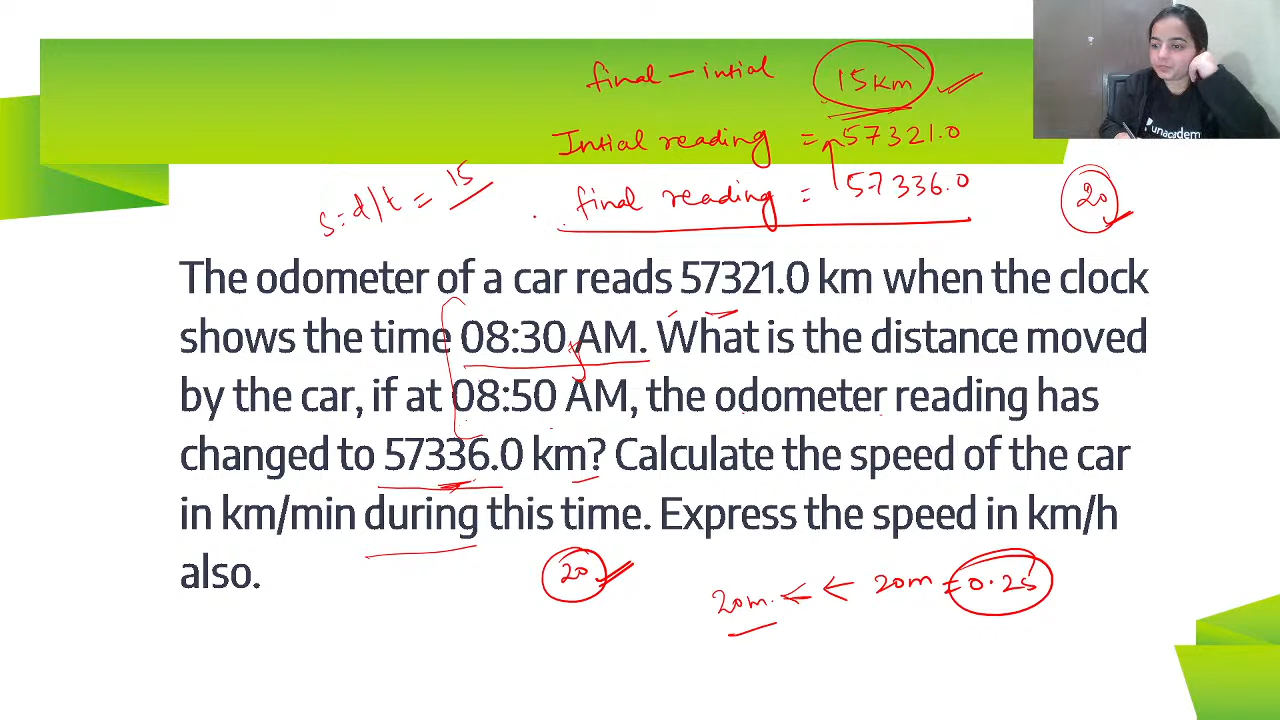 final - intial 15 Km
Intial reading = 57321.0
final reading = 57336.0
s = d/t = 15
20
unacadem
The odometer of a car reads 57321.0 km when the clock
shows the time 08:30 AM. What is the distance moved
by the car, if at 08:50 AM, the odometer reading has
changed to 57336.0 km? Calculate the speed of the car
in km/min during this time. Express the speed in km/h
also.
20
20m. ← ← 20m = 0.25